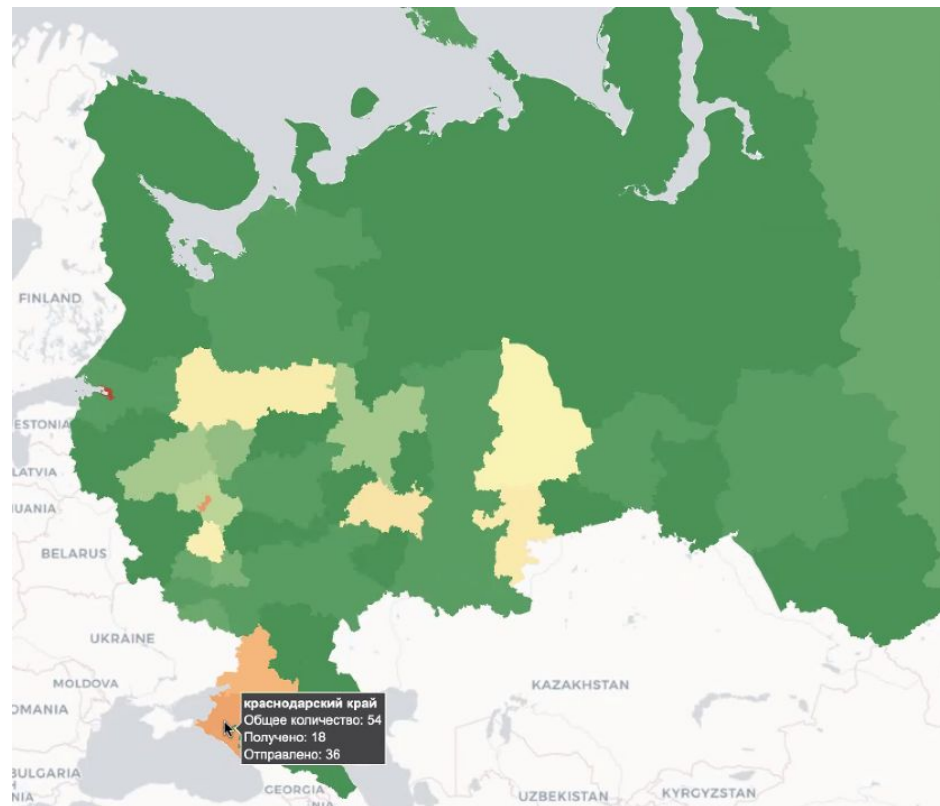 FINLAND
ESTONIA
LATVIA
UANIA
BELARUS
UKRAINE
MOLDOVA
OMANIA
KAZAKHSTAN
краснодарский край
Общее количество: 54
Получено: 18
Отправлено: 36
BULGARIA
GEORGIA
UZBEKISTAN
KYRGYZSTAN